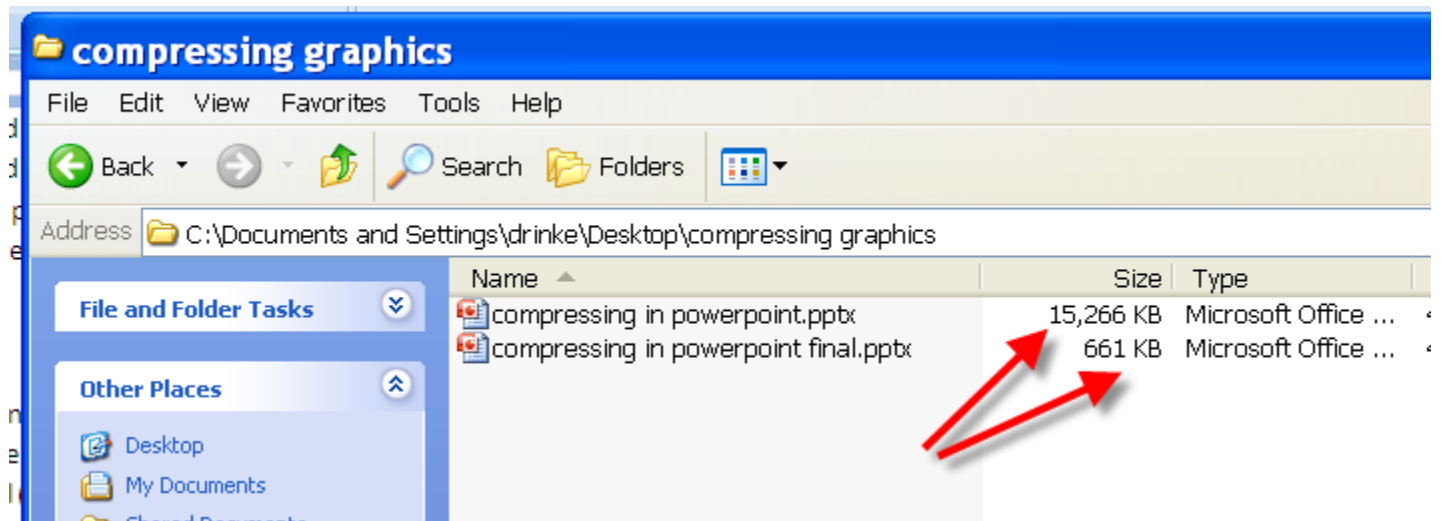 compressing graphics
File Edit View Favorites Tools Help
Back Search Folders
Address C:\Documents and Settings\drinke\Desktop\compressing graphics
Name Size Type
File and Folder Tasks
compressing in powerpoint.pptx 15,266 KB Microsoft Office ...
compressing in powerpoint final.pptx 661 KB Microsoft Office ...
Other Places
Desktop
My Documents
Shared Documents